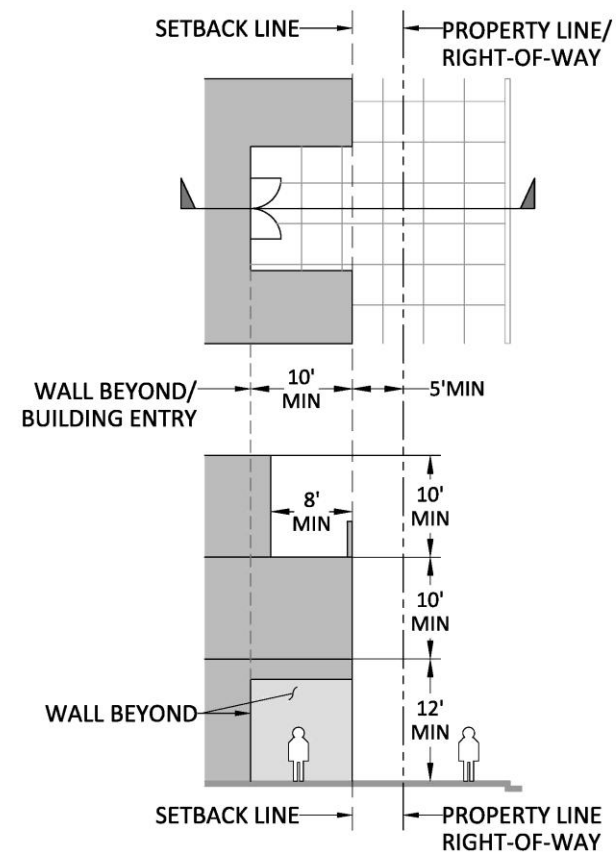 SETBACK LINE
PROPERTY LINE/
RIGHT-OF-WAY
WALL BEYOND/
BUILDING ENTRY
10'
MIN
5'MIN
8'
MIN
10'
MIN
10'
MIN
WALL BEYOND
12'
MIN
SETBACK LINE
PROPERTY LINE
RIGHT-OF-WAY